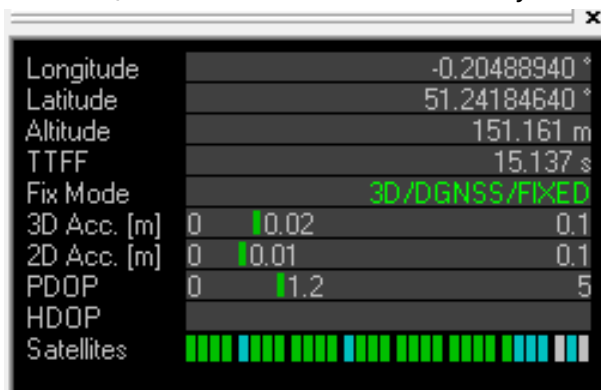 x
Longitude -0.20488940 °
Latitude 51.24184640 °
Altitude 151.161 m
TTFF 15.137 s
Fix Mode 3D/DGNSS/FIXED
3D Acc. [m] 0 0.02 0.1
2D Acc. [m] 0 0.01 0.1
PDOP 0 1.2 5
HDOP
Satellites